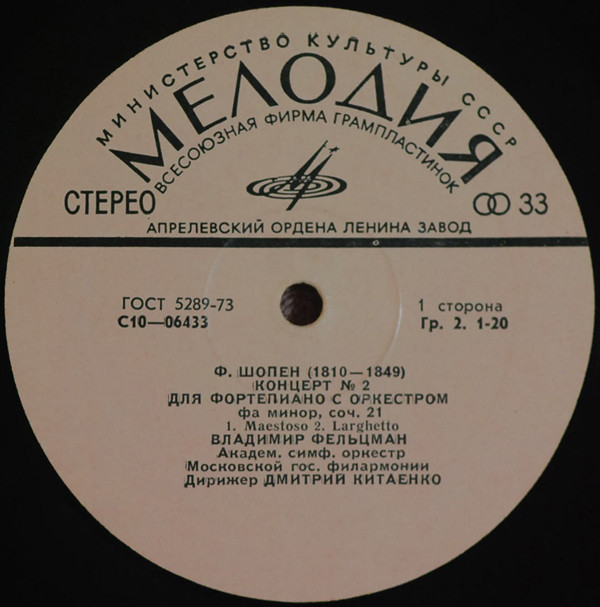 МИНИСТЕРСТВО КУЛЬТУРЫ СССР
МЕЛОДИЯ
ВСЕСОЮЗНАЯ ФИРМА ГРАМПЛАСТИНОК
СТЕРЕО
33
АПРЕЛЕВСКИЙ ОРДЕНА ЛЕНИНА ЗАВОД
ГОСТ 5289-73
1 сторона
С10—06433
Гр. 2. 1-20
Ф. ШОПЕН (1810—1849)
КОНЦЕРТ № 2
ДЛЯ ФОРТЕПИАНО С ОРКЕСТРОМ
фа минор, соч. 21
1. Maestoso 2. Larghetto
ВЛАДИМИР ФЕЛЬЦМАН
Академ. симф. оркестр
Московской гос. филармонии
Дирижер ДМИТРИЙ КИТАЕНКО